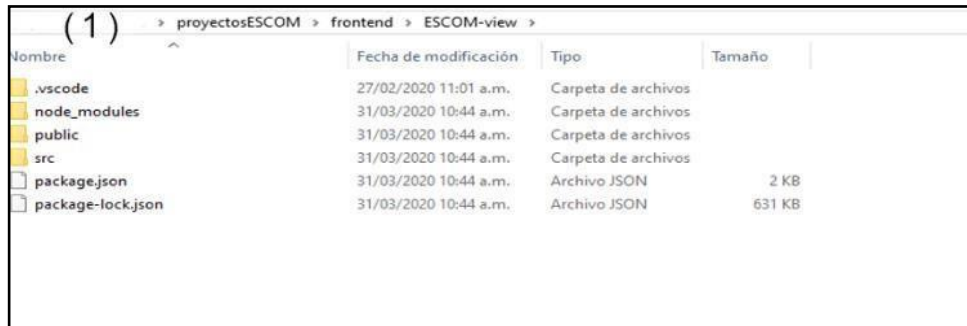 (1) > proyectosESCOM > frontend > ESCOM-view >
Nombre Fecha de modificación Tipo Tamaño
.vscode 27/02/2020 11:01 a.m. Carpeta de archivos
node_modules 31/03/2020 10:44 a.m. Carpeta de archivos
public 31/03/2020 10:44 a.m. Carpeta de archivos
src 31/03/2020 10:44 a.m. Carpeta de archivos
package.json 31/03/2020 10:44 a.m. Archivo JSON 2 KB
package-lock.json 31/03/2020 10:44 a.m. Archivo JSON 631 KB